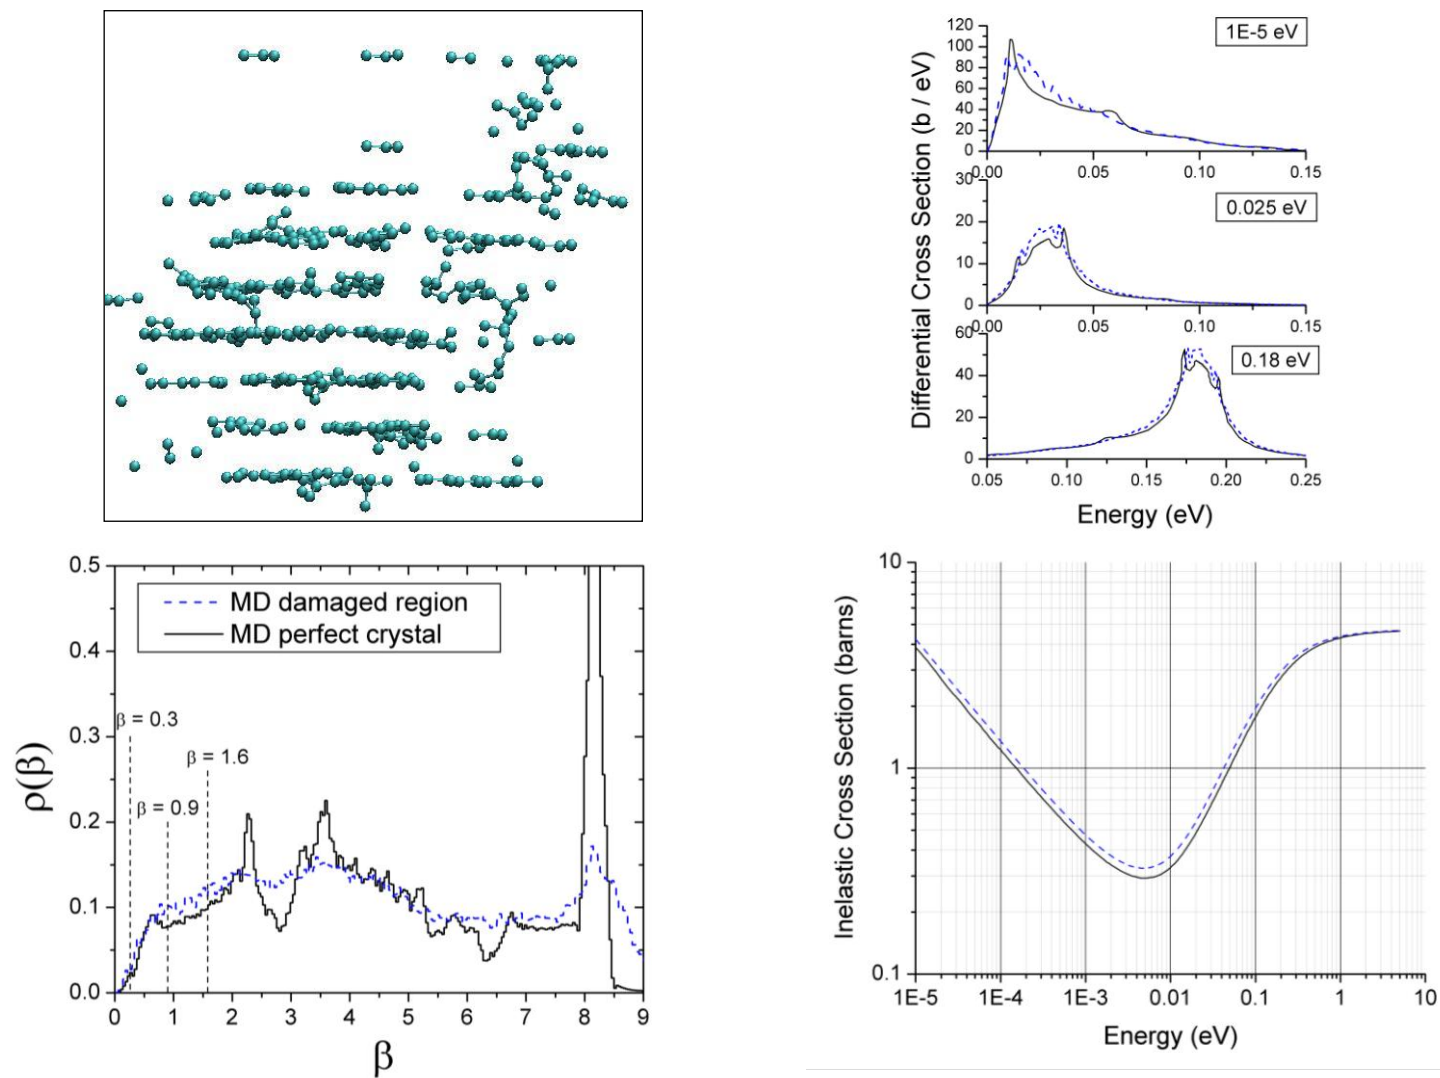 Differential Cross Section (b / eV)
120
100
80
60
40
20
0
1E-5 eV
0.00
0.05
0.10
0.15
30
20
10
0
0.025 eV
0.00
0.05
0.10
0.15
60
40
20
0
0.18 eV
0.05
0.10
0.15
0.20
0.25
Energy (eV)
ρ(β)
0.5
0.4
0.3
0.2
0.1
0.0
MD damaged region
MD perfect crystal
β = 0.3
β = 1.6
β = 0.9
0 1 2 3 4 5 6 7 8 9
β
Inelastic Cross Section (barns)
10
1
0.1
1E-5 1E-4 1E-3 0.01 0.1 1 10
Energy (eV)